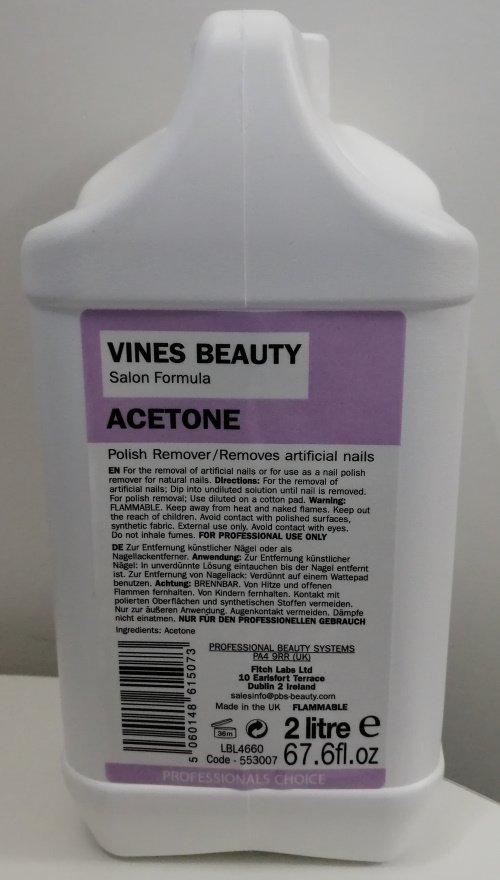 VINES BEAUTY
Salon Formula
ACETONE
Polish Remover/Removes artificial nails
EN For the removal of artificial nails or for use as a nail polish
remover for natural nails. Directions: For the removal of
artificial nails; Dip into undiluted solution until nail is removed.
For polish removal; Use diluted on a cotton pad. Warning:
FLAMMABLE. Keep away from heat and naked flames. Keep out
the reach of children. Avoid contact with polished surfaces,
synthetic fabric. External use only. Avoid contact with eyes.
Do not inhale fumes. FOR PROFESSIONAL USE ONLY
DE Zur Entfernung künstlicher Nägel oder als
Nagellackentferner. Anwendung: Zur Entfernung künstlicher
Nägel: In unverdünnte Lösung eintauchen bis der Nagel entfernt
ist. Zur Entfernung von Nagellack: Verdünnt auf einem Wattepad
benutzen. Achtung: BRENNBAR. Von Hitze und offenen
Flammen fernhalten. Von Kindern fernhalten. Kontakt mit
polierten Oberflächen und synthetischen Stoffen vermeiden.
Nur zur äußeren Anwendung. Augenkontakt vermeiden. Dämpfe
nicht einatmen. NUR FÜR DEN PROFESSIONELLEN GEBRAUCH
Ingredients: Acetone
5 060148 615073
PROFESSIONAL BEAUTY SYSTEMS
PA4 9RR (UK)
Fitch Labs Ltd
10 Earlsfort Terrace
Dublin 2 Ireland
salesinfo@pbs-beauty.com
Made in the UK FLAMMABLE
36m
2 litre e
LBL4660
Code - 553007
67.6fl.oz
PROFESSIONALS CHOICE